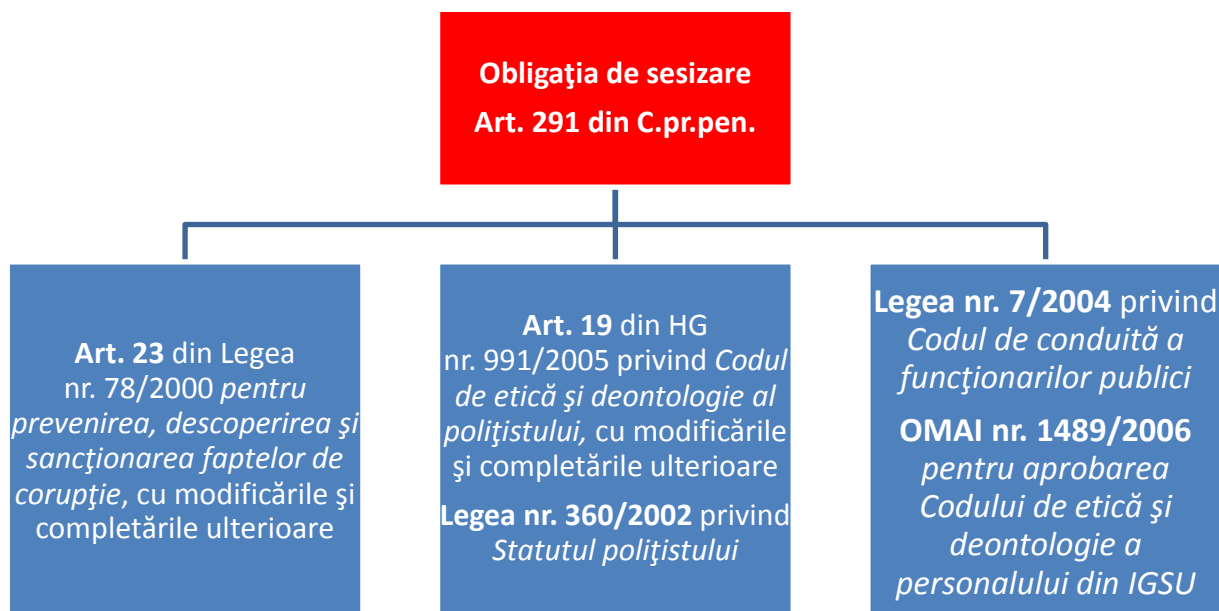 Obligaţia de sesizare
Art. 291 din C.pr.pen.
Art. 23 din Legea
nr. 78/2000 pentru
prevenirea, descoperirea şi
sancţionarea faptelor de
corupţie, cu modificările şi
completările ulterioare
Art. 19 din HG
nr. 991/2005 privind Codul
de etică şi deontologie al
poliţistului, cu modificările
şi completările ulterioare
Legea nr. 360/2002 privind
Statutul poliţistului
Legea nr. 7/2004 privind
Codul de conduită a
funcţionarilor publici
OMAI nr. 1489/2006
pentru aprobarea
Codului de etică şi
deontologie a
personalului din IGSU